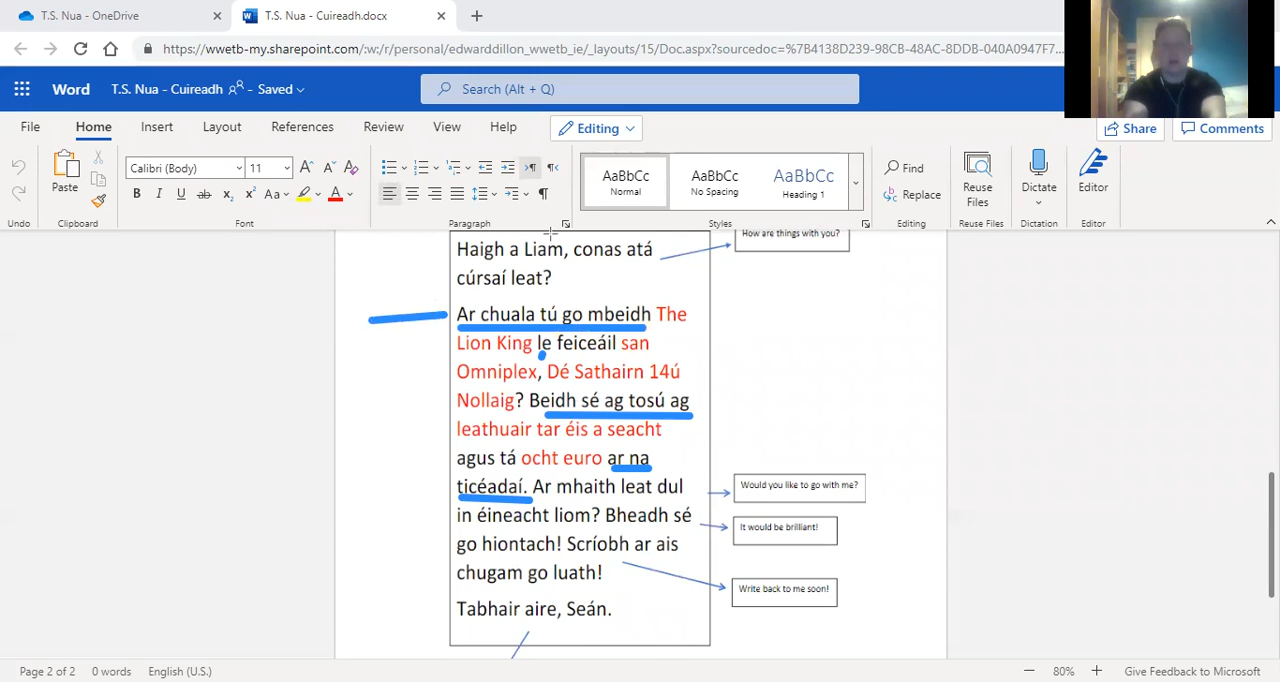 T.S. Nua - OneDrive
T.S. Nua - Cuireadh.docx
https://wwetb-my.sharepoint.com/:w:/r/personal/edwarddillon_wwetb_ie/_layouts/15/Doc.aspx?sourcedoc=%7B4138D239-98CB-48AC-8DDB-040A0947F7...
Word T.S. Nua - Cuireadh - Saved
Search (Alt + Q)
File Home Insert Layout References Review View Help Editing Share Comments
Paste Calibri (Body) 11 AaBbCc Normal AaBbCc No Spacing AaBbCc Heading 1 Find Replace Reuse Files Dictate Editor
B I U ab x₂ x² Aa A
Undo Clipboard Font Paragraph Styles Editing Reuse Files Dictation Editor
How are things with you?
Haigh a Liam, conas atá
cúrsaí leat?
Ar chuala tú go mbeidh The
Lion King le feiceáil san
Omniplex, Dé Sathairn 14ú
Nollaig? Beidh sé ag tosú ag
leathuair tar éis a seacht
agus tá ocht euro ar na
ticéadaí. Ar mhaith leat dul
in éineacht liom? Bheadh sé
go hiontach! Scríobh ar ais
chugam go luath!
Tabhair aire, Seán.
Would you like to go with me?
It would be brilliant!
Write back to me soon!
Page 2 of 2 0 words English (U.S.) 80% Give Feedback to Microsoft